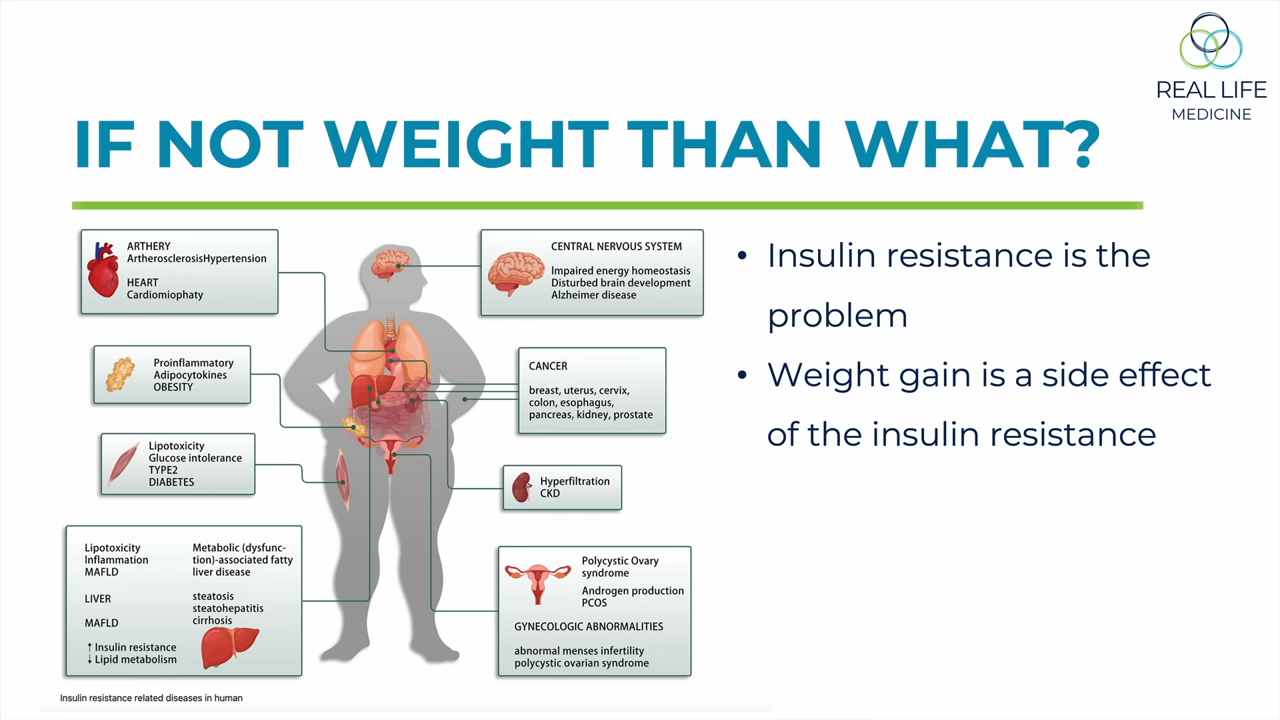 REAL LIFE
MEDICINE
IF NOT WEIGHT THAN WHAT?
ARTHERY
ArtherosclerosisHypertension
HEART
Cardiomiophaty
CENTRAL NERVOUS SYSTEM
Impaired energy homeostasis
Disturbed brain development
Alzheimer disease
Proinflammatory
Adipocytokines
OBESITY
CANCER
breast, uterus, cervix,
colon, esophagus,
pancreas, kidney, prostate
Lipotoxicity
Glucose intolerance
TYPE2
DIABETES
Hyperfiltration
CKD
Lipotoxicity
Inflammation
MAFLD
LIVER
MAFLD
↑ Insulin resistance
↓ Lipid metabolism
Metabolic (dysfunc-
tion)-associated fatty
liver disease
steatosis
steatohepatitis
cirrhosis
Polycystic Ovary
syndrome
Androgen production
PCOS
GYNECOLOGIC ABNORMALITIES
abnormal menses infertility
polycystic ovarian syndrome
Insulin resistance related diseases in human
• Insulin resistance is the
problem
• Weight gain is a side effect
of the insulin resistance